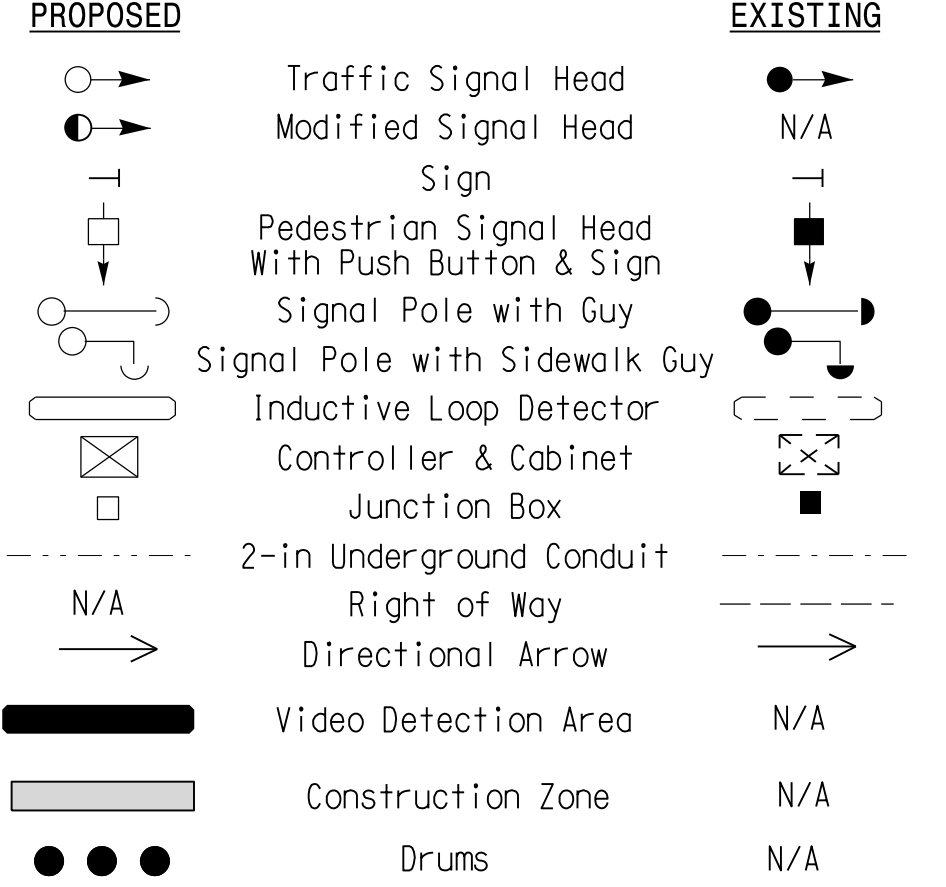 PROPOSED EXISTING
Traffic Signal Head
Modified Signal Head N/A
Sign
Pedestrian Signal Head
With Push Button & Sign
Signal Pole with Guy
Signal Pole with Sidewalk Guy
Inductive Loop Detector
Controller & Cabinet
Junction Box
2-in Underground Conduit
N/A Right of Way
Directional Arrow
Video Detection Area N/A
Construction Zone N/A
Drums N/A